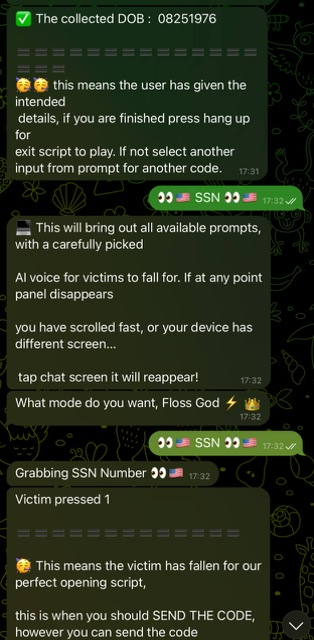 ✅ The collected DOB : 08251976
＝＝＝＝＝＝＝＝＝＝＝＝＝
＝＝＝
🥳🥳 this means the user has given the
intended
details, if you are finished press hang up
for
exit script to play. If not select another
input from prompt for another code. 17:31
👀🇺🇸 SSN 👀🇺🇸 17:32
💻 This will bring out all available prompts,
with a carefully picked
AI voice for victims to fall for. If at any point
panel disappears
you have scrolled fast, or your device has
different screen...
tap chat screen it will reappear! 17:32
What mode do you want, Floss God ⚡ 👑
17:32
👀🇺🇸 SSN 👀🇺🇸 17:32
Grabbing SSN Number 👀🇺🇸 17:32
Victim pressed 1
＝＝＝＝＝＝＝＝＝＝＝＝＝
🥳 This means the victim has fallen for our
perfect opening script,
this is when you should SEND THE CODE,
however you can send the code